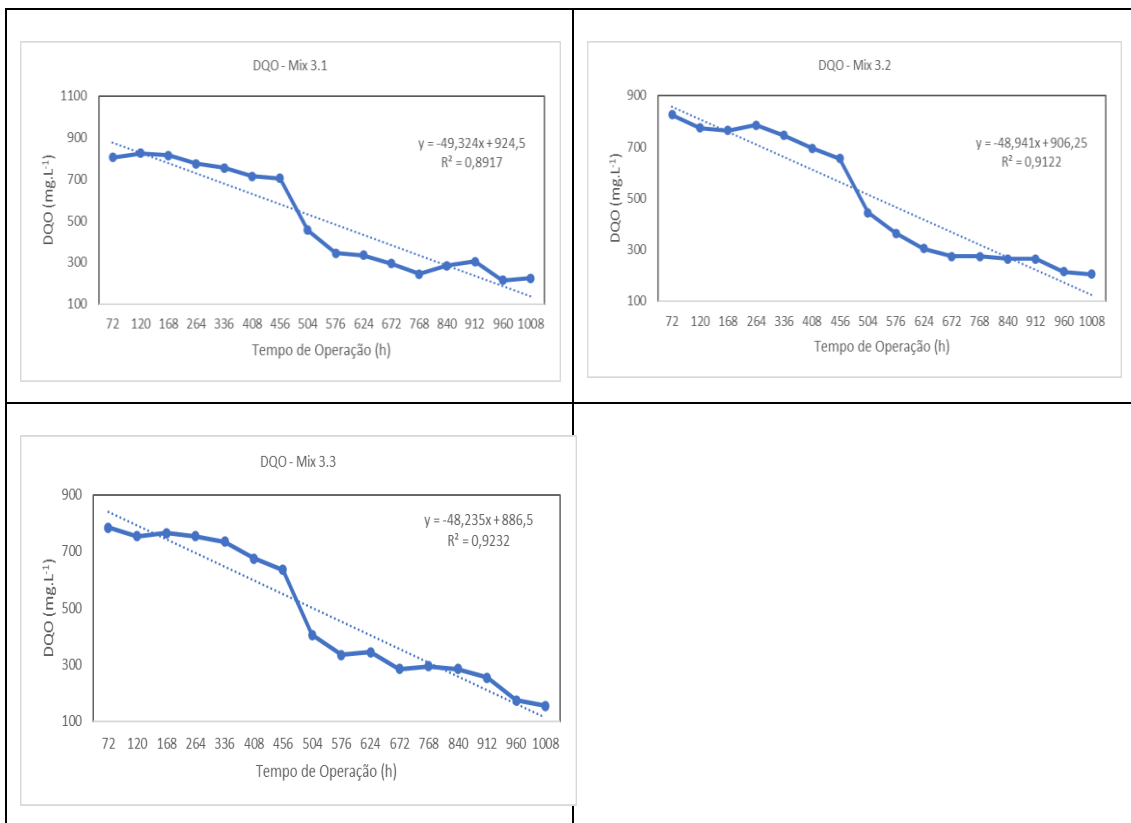 DQO - Mix 3.1
1100
900
700
500
300
100
DQO (mg.L⁻¹)
y = -49,324x + 924,5
R² = 0,8917
72 120 168 264 336 408 456 504 576 624 672 768 840 912 960 1008
Tempo de Operação (h)
DQO - Mix 3.2
900
700
500
300
100
DQO (mg.L⁻¹)
y = -48,941x + 906,25
R² = 0,9122
72 120 168 264 336 408 456 504 576 624 672 768 840 912 960 1008
Tempo de Operação (h)
DQO - Mix 3.3
900
700
500
300
100
DQO (mg.L⁻¹)
y = -48,235x + 886,5
R² = 0,9232
72 120 168 264 336 408 456 504 576 624 672 768 840 912 960 1008
Tempo de Operação (h)